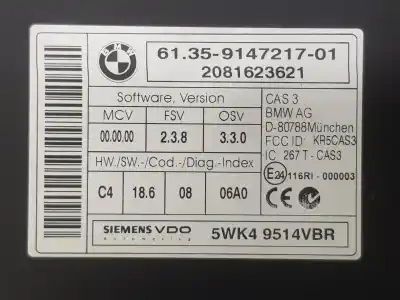 BMW
61.35-9147217-01
2081623621
Software, Version
MCV FSV OSV
00.00.00 2.3.8 3.3.0
HW./SW.-/Cod.-/Diag.-Index
C4 18.6 08 06A0
CAS 3
BMW AG
D-80788München
FCC ID: KR5CAS3
IC 267 T - CAS3
E24 116RI - 000003
SIEMENS VDO
Automotive
5WK4 9514VBR